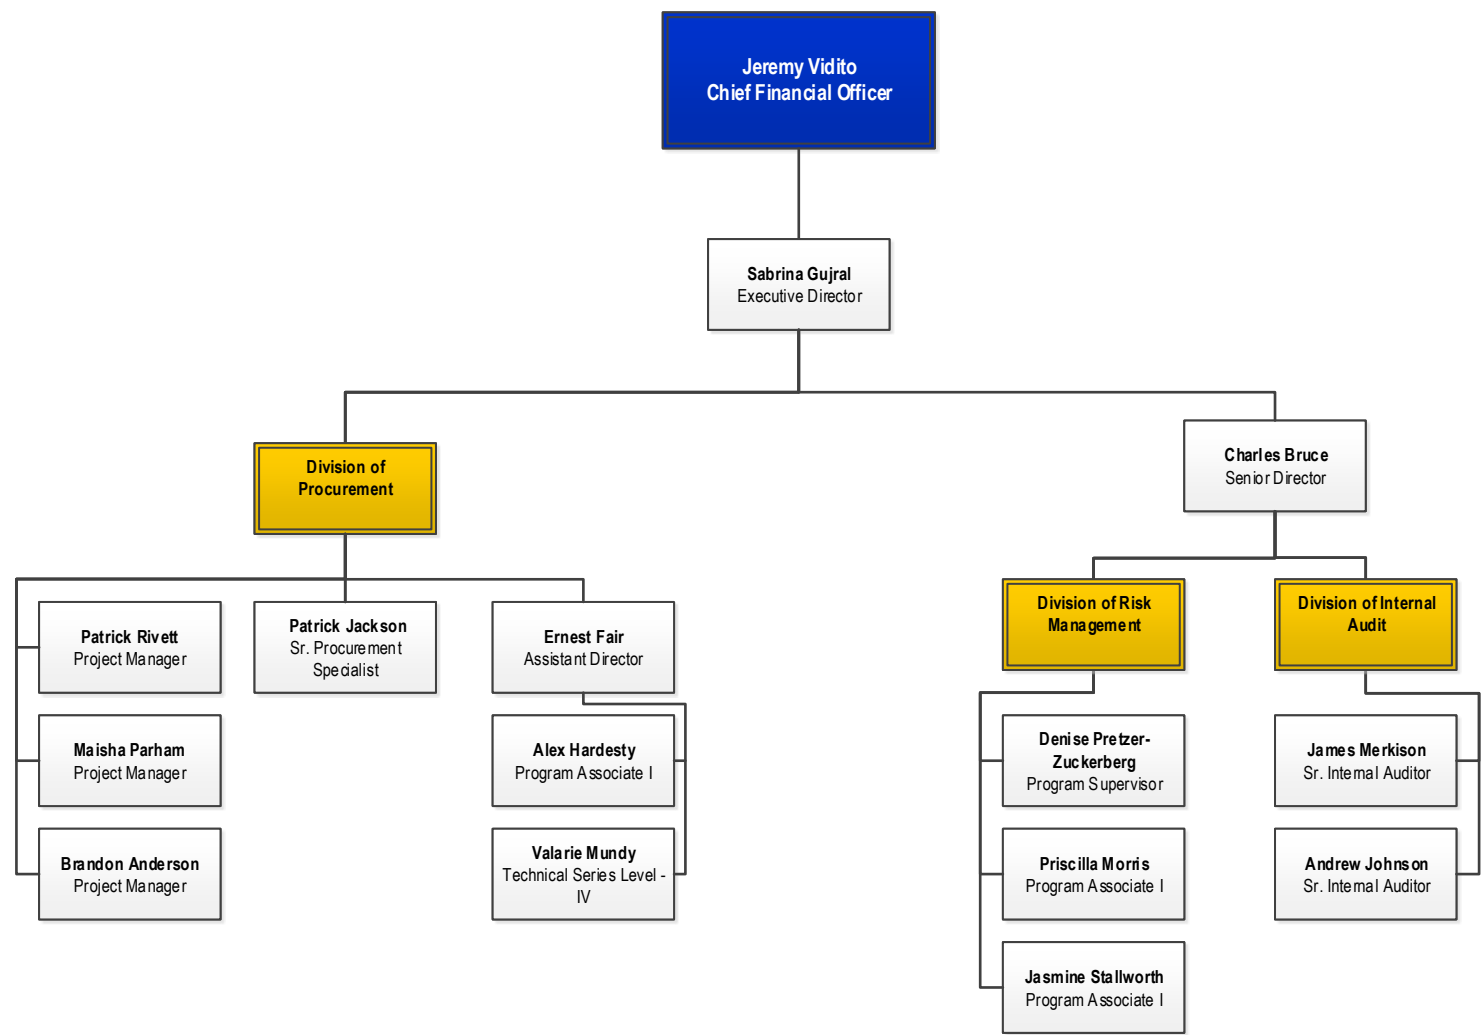 Jeremy Vidito
Chief Financial Officer
Sabrina Gujral
Executive Director
Division of
Procurement
Charles Bruce
Senior Director
Patrick Rivett
Project Manager
Maisha Parham
Project Manager
Brandon Anderson
Project Manager
Patrick Jackson
Sr. Procurement
Specialist
Ernest Fair
Assistant Director
Alex Hardesty
Program Associate I
Valarie Mundy
Technical Series Level -
IV
Division of Risk
Management
Denise Pretzer-
Zuckerberg
Program Supervisor
Priscilla Morris
Program Associate I
Jasmine Stallworth
Program Associate I
Division of Internal
Audit
James Merkison
Sr. Internal Auditor
Andrew Johnson
Sr. Internal Auditor